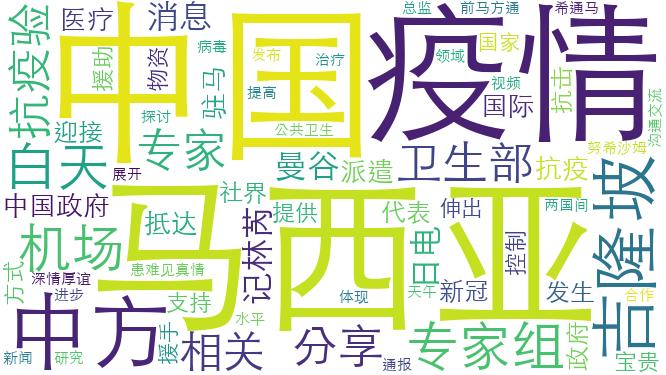 医疗
消息
总监
前马方通
希通马
中国
疫情
抗疫验
援助
物资
病毒
驻马
发布
治疗
领域
国家
视频
抗击
提高
国际
沟通交流
迎接
探讨
专家
公共卫生
努希沙姆
白天
展开
曼谷
派遣
卫生部
抗疫
吉隆坡
中国政府
马西亚
社界
两国间
机场
抵达
记林芮
提供
代表
日电
伸出
控制
方式
深情厚谊
患难见真情
中方
进步
支持
体现
天午
新冠
发生
合作
援手
水平
新闻
研究
相关
分享
通报
专家组
政府
宝贵